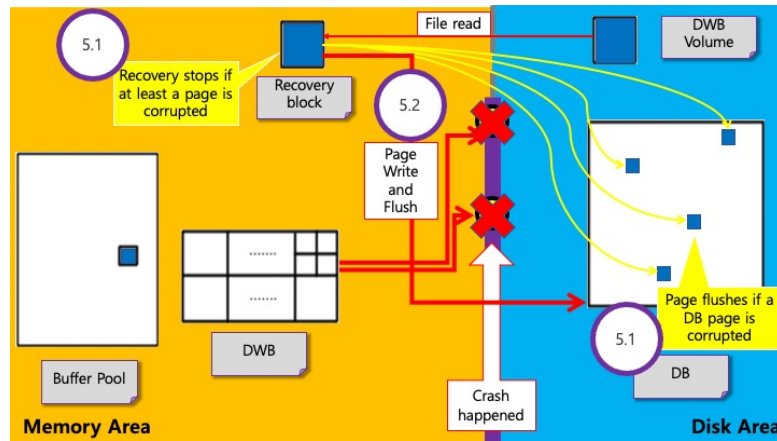 5.1
File read
DWB
Volume
Recovery stops if
at least a page is
corrupted
Recovery
block
5.2
Page
Write
and
Flush
.......
.......
Page flushes if a
DB page is
corrupted
5.1
DWB
DB
Buffer Pool
Crash
happened
Memory Area
Disk Area